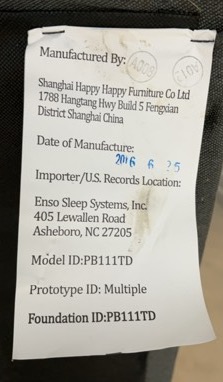 Manufactured By:
Shanghai Happy Happy Furniture Co Ltd
1788 Hangtang Hwy Build 5 Fengxian
District Shanghai China
Date of Manufacture:
2016 6 25
Importer/U.S. Records Location:
Enso Sleep Systems, Inc.
405 Lewallen Road
Asheboro, NC 27205
Model ID:PB111TD
Prototype ID: Multiple
Foundation ID:PB111TD